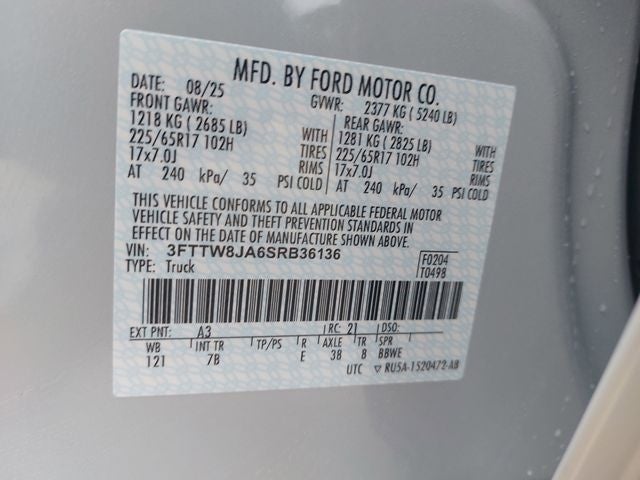 MFD. BY FORD MOTOR CO.
DATE: 08/25 GVWR: 2377 KG ( 5240 LB)
FRONT GAWR: REAR GAWR:
1218 KG ( 2685 LB) WITH 1281 KG ( 2825 LB) WITH
225/65R17 102H TIRES 225/65R17 102H TIRES
17x7.0J RIMS 17x7.0J RIMS
AT 240 kPa/ 35 PSI COLD AT 240 kPa/ 35 PSI COLD
THIS VEHICLE CONFORMS TO ALL APPLICABLE FEDERAL MOTOR
VEHICLE SAFETY AND THEFT PREVENTION STANDARDS IN
EFFECT ON THE DATE OF MANUFACTURE SHOWN ABOVE.
VIN: 3FTTW8JA6SRB36136 F0204
TYPE: Truck T0498
EXT PNT: A3 RC: 21 DSO:
WB INT TR TP/PS R AXLE TR SPR
121 7B E 38 8 BBWE
UTC ▽ RU5A-1520472-AB